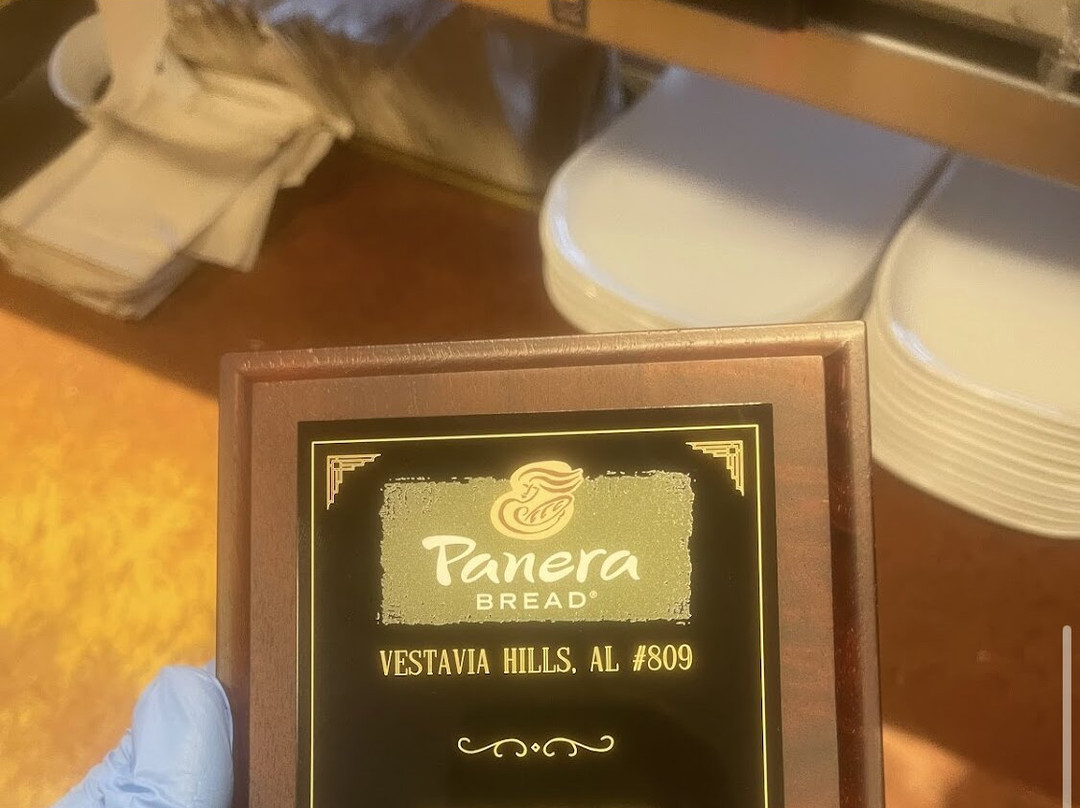 Panera
BREAD®
VESTAVIA HILLS, AL #809